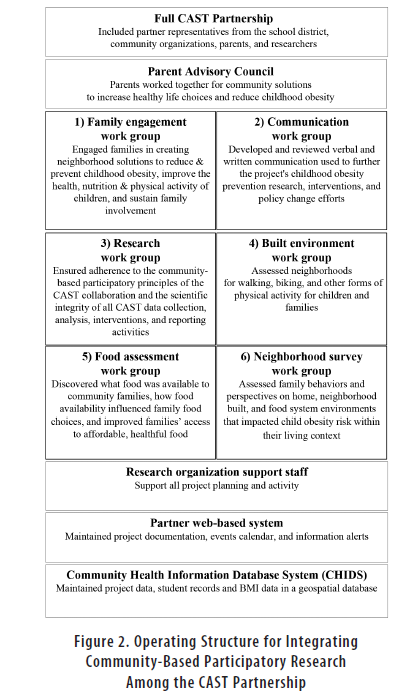 Full CAST Partnership
Included partner representatives from the school district,
community organizations, parents, and researchers
Parent Advisory Council
Parents worked together for community solutions
to increase healthy life choices and reduce childhood obesity
1) Family engagement
work group
Engaged families in creating
neighborhood solutions to reduce &
prevent childhood obesity, improve the
health, nutrition & physical activity of
children, and sustain family
involvement
2) Communication
work group
Developed and reviewed verbal and
written communication used to further
the project's childhood obesity
prevention research, interventions, and
policy change efforts
3) Research
work group
Ensured adherence to the community-
based participatory principles of the
CAST collaboration and the scientific
integrity of all CAST data collection,
analysis, interventions, and reporting
activities
4) Built environment
work group
Assessed neighborhoods
for walking, biking, and other forms of
physical activity for children and
families
5) Food assessment
work group
Discovered what food was available to
community families, how food
availability influenced family food
choices, and improved families' access
to affordable, healthful food
6) Neighborhood survey
work group
Assessed family behaviors and
perspectives on home, neighborhood
built, and food system environments
that impacted child obesity risk within
their living context
Research organization support staff
Support all project planning and activity
Partner web-based system
Maintained project documentation, events calendar, and information alerts
Community Health Information Database System (CHIDS)
Maintained project data, student records and BMI data in a geospatial database
Figure 2. Operating Structure for Integrating
Community-Based Participatory Research
Among the CAST Partnership